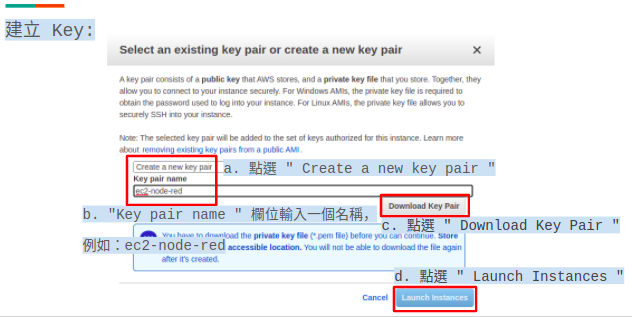 建立 Key:
Select an existing key pair or create a new key pair
×
A key pair consists of a public key that AWS stores, and a private key file that you store. Together, they
allow you to connect to your instance securely. For Windows AMIs, the private key file is required to
obtain the password used to log into your instance. For Linux AMIs, the private key file allows you to
securely SSH into your instance.
Note: The selected key pair will be added to the set of keys authorized for this instance. Learn more
about removing existing key pairs from a public AMI.
Create a new key pair
a. 點選 " Create a new key pair "
Key pair name
ec2-node-red
Download Key Pair
b. "Key pair name " 欄位輸入一個名稱,
例如：ec2-node-red
c. 點選 " Download Key Pair "
You have to download the private key file (*.pem file) before you can continue. Store
accessible location. You will not be able to download the file again
after it's created.
d. 點選 " Launch Instances "
Cancel
Launch Instances